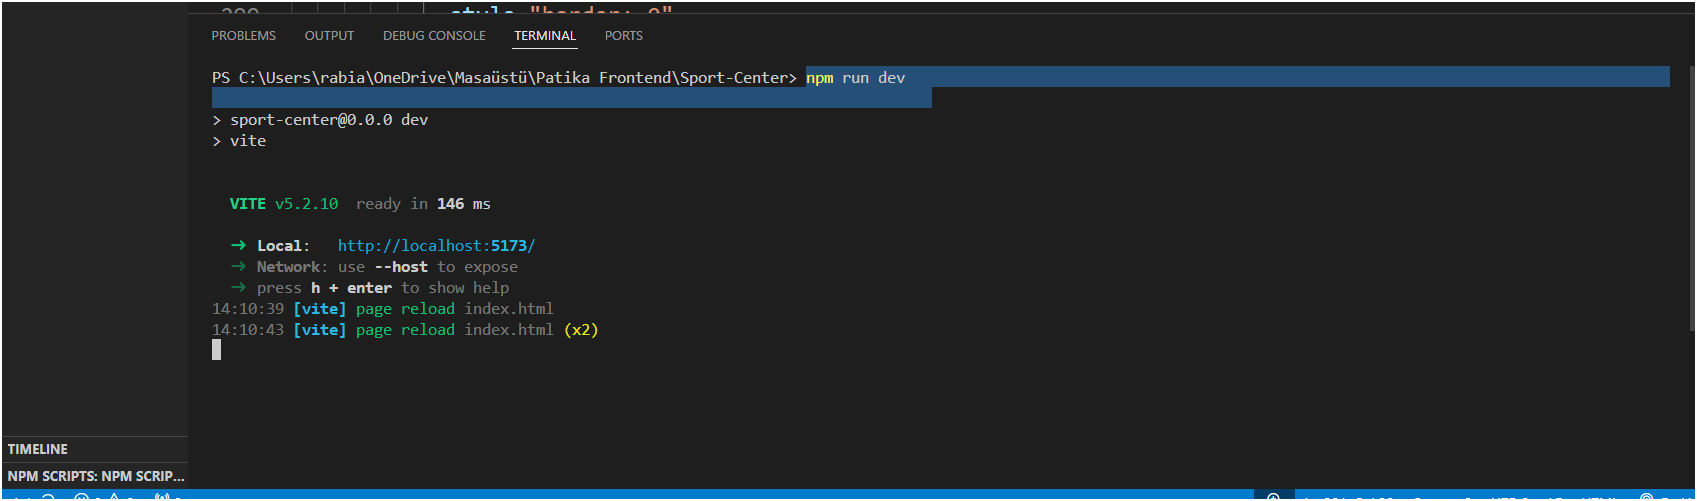 style="border: 0"
PROBLEMS OUTPUT DEBUG CONSOLE TERMINAL PORTS
PS C:\Users\rabia\OneDrive\Masaüstü\Patika Frontend\Sport-Center> npm run dev
> sport-center@0.0.0 dev
> vite
VITE v5.2.10 ready in 146 ms
➜ Local: http://localhost:5173/
➜ Network: use --host to expose
➜ press h + enter to show help
14:10:39 [vite] page reload index.html
14:10:43 [vite] page reload index.html (x2)
TIMELINE
NPM SCRIPTS: NPM SCRIP...